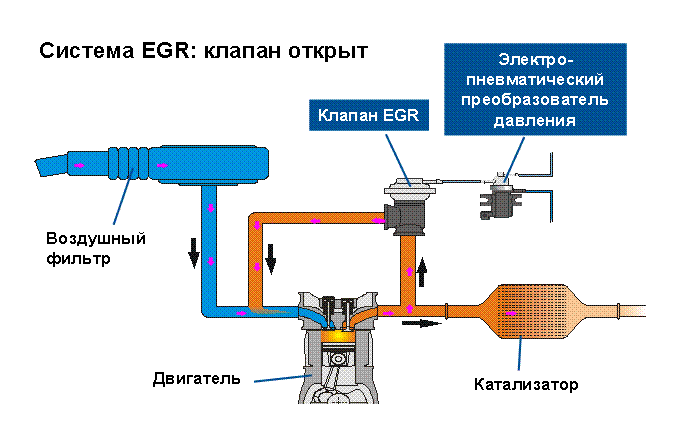 Система EGR: клапан открыт
Электро-
пневматический
преобразователь
давления
Клапан EGR
Воздушный
фильтр
Двигатель
Катализатор